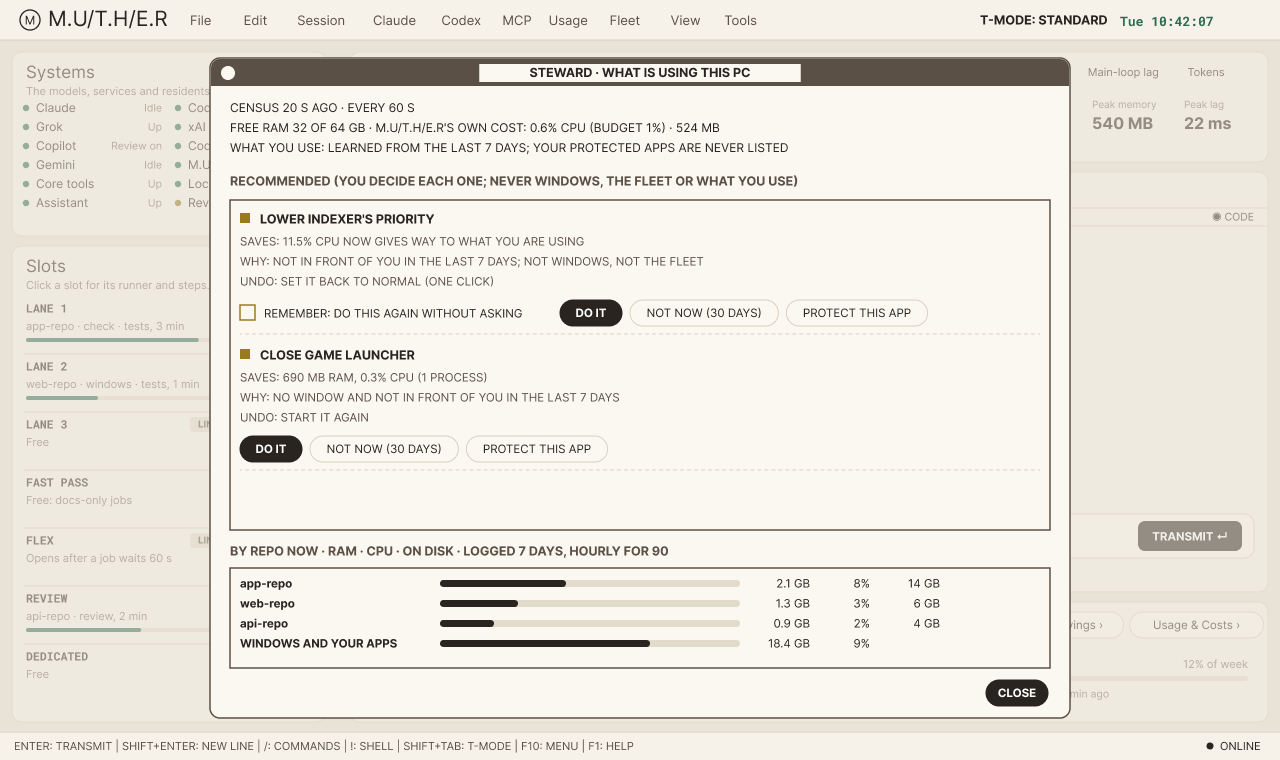 M M.U/T.H/E.R File Edit Session Claude Codex MCP Usage Fleet View Tools T-MODE: STANDARD Tue 10:42:07
Systems
The models, services and residents
Claude Idle
Grok Up xAI
Copilot Review on
Gemini Idle
Core tools Up
Assistant Up
Slots
Click a slot for its runner and steps.
LANE 1
app-repo · check · tests, 3 min
LANE 2
web-repo · windows · tests, 1 min
LANE 3
Free
FAST PASS
Free: docs-only jobs
FLEX
Opens after a job waits 60 s
REVIEW
api-repo · review, 2 min
DEDICATED
Free
STEWARD · WHAT IS USING THIS PC
CENSUS 20 S AGO · EVERY 60 S
FREE RAM 32 OF 64 GB · M.U/T.H/E.R'S OWN COST: 0.6% CPU (BUDGET 1%) · 524 MB
WHAT YOU USE: LEARNED FROM THE LAST 7 DAYS; YOUR PROTECTED APPS ARE NEVER LISTED
RECOMMENDED (YOU DECIDE EACH ONE; NEVER WINDOWS, THE FLEET OR WHAT YOU USE)
LOWER INDEXER'S PRIORITY
SAVES: 11.5% CPU NOW GIVES WAY TO WHAT YOU ARE USING
WHY: NOT IN FRONT OF YOU IN THE LAST 7 DAYS; NOT WINDOWS, NOT THE FLEET
UNDO: SET IT BACK TO NORMAL (ONE CLICK)
REMEMBER: DO THIS AGAIN WITHOUT ASKING DO IT NOT NOW (30 DAYS) PROTECT THIS APP
CLOSE GAME LAUNCHER
SAVES: 690 MB RAM, 0.3% CPU (1 PROCESS)
WHY: NO WINDOW AND NOT IN FRONT OF YOU IN THE LAST 7 DAYS
UNDO: START IT AGAIN
DO IT NOT NOW (30 DAYS) PROTECT THIS APP
BY REPO NOW · RAM · CPU · ON DISK · LOGGED 7 DAYS, HOURLY FOR 90
app-repo 2.1 GB 8% 14 GB
web-repo 1.3 GB 3% 6 GB
api-repo 0.9 GB 2% 4 GB
WINDOWS AND YOUR APPS 18.4 GB 9%
CLOSE
Main-loop lag Tokens
Peak memory Peak lag
540 MB 22 ms
CODE
TRANSMIT ↵
Usage & Costs ›
12% of week
min ago
ENTER: TRANSMIT | SHIFT+ENTER: NEW LINE | /: COMMANDS | !: SHELL | SHIFT+TAB: T-MODE | F10: MENU | F1: HELP ONLINE